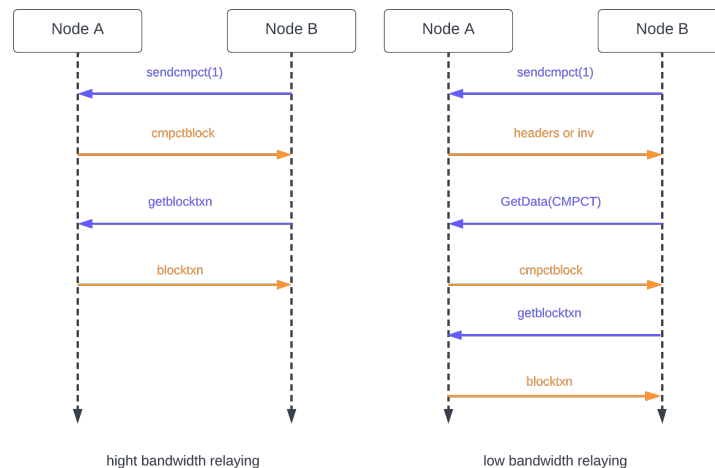 Node A
Node B
sendcmpct(1)
cmpctblock
getblocktxn
blocktxn
hight bandwidth relaying
Node A
Node B
sendcmpct(1)
headers or inv
GetData(CMPCT)
cmpctblock
getblocktxn
blocktxn
low bandwidth relaying